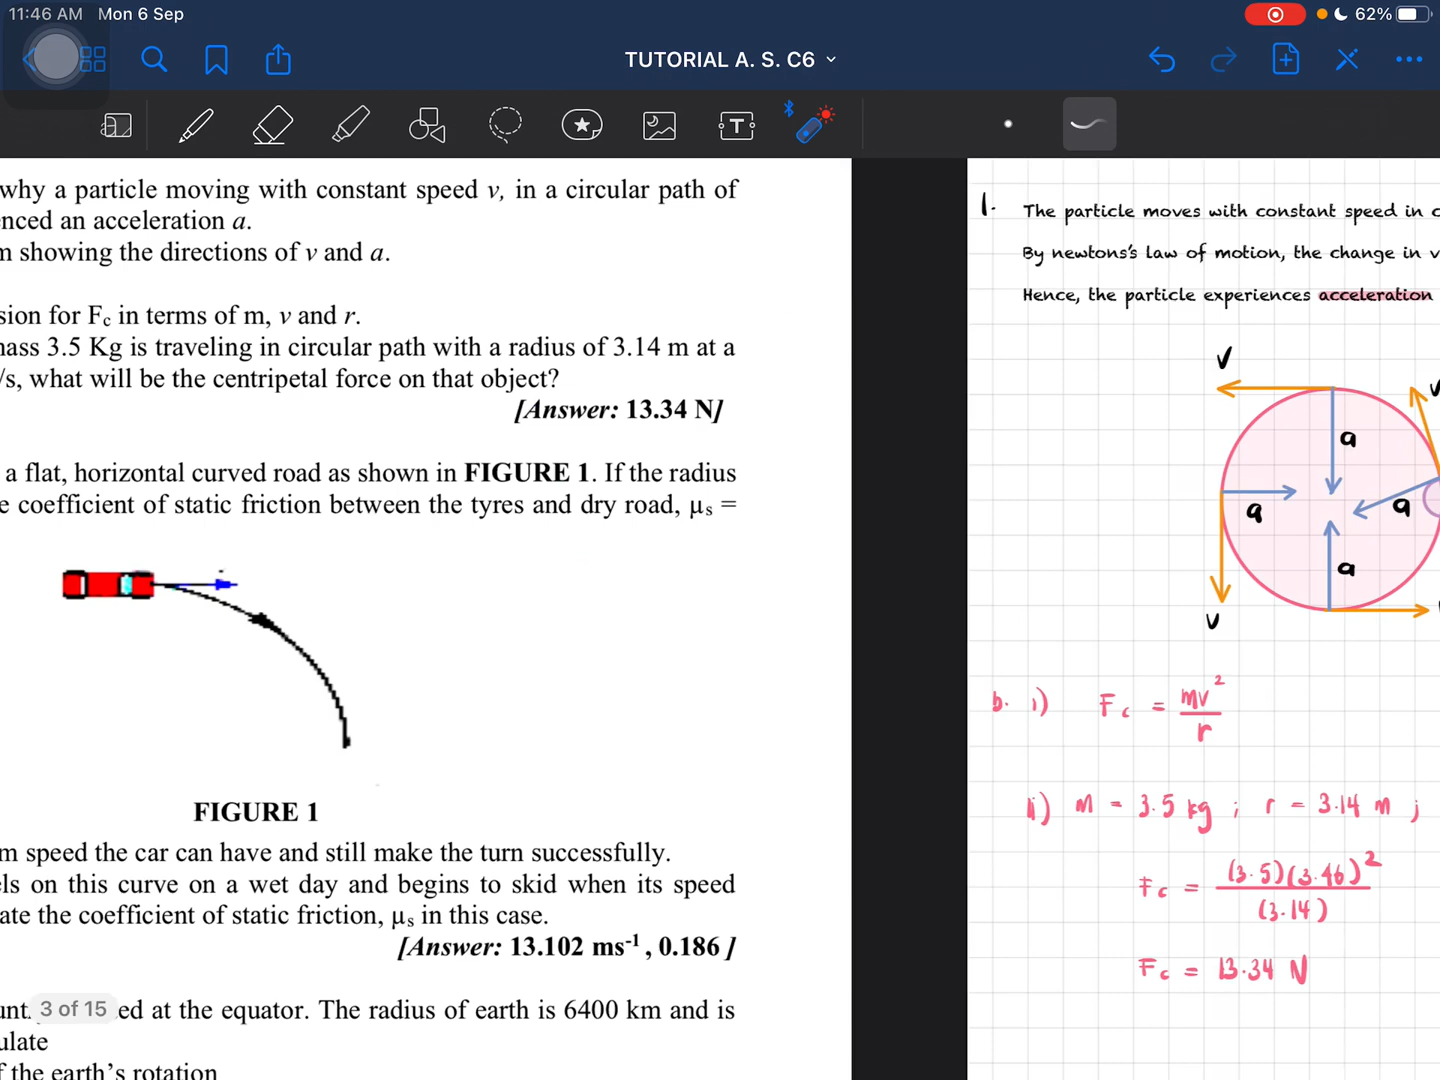 11:46 AM Mon 6 Sep
62%
TUTORIAL A. S. C6
T
why a particle moving with constant speed v, in a circular path of
enced an acceleration a.
m showing the directions of v and a.
sion for Fc in terms of m, v and r.
mass 3.5 Kg is traveling in circular path with a radius of 3.14 m at a
/s, what will be the centripetal force on that object?
[Answer: 13.34 N]
a flat, horizontal curved road as shown in FIGURE 1. If the radius
e coefficient of static friction between the tyres and dry road, μs =
FIGURE 1
m speed the car can have and still make the turn successfully.
els on this curve on a wet day and begins to skid when its speed
ate the coefficient of static friction, μs in this case.
[Answer: 13.102 ms⁻¹ , 0.186 ]
3 of 15
ed at the equator. The radius of earth is 6400 km and is
ulate
f the earth's rotation
1. The particle moves with constant speed in c
By newtons's law of motion, the change in v
Hence, the particle experiences acceleration
v
v
a
a
a
a
v
b. i) Fc = mv²/r
ii) m = 3.5 kg ; r = 3.14 m ;
Fc = (3.5)(3.46)²/(3.14)
Fc = 13.34 N